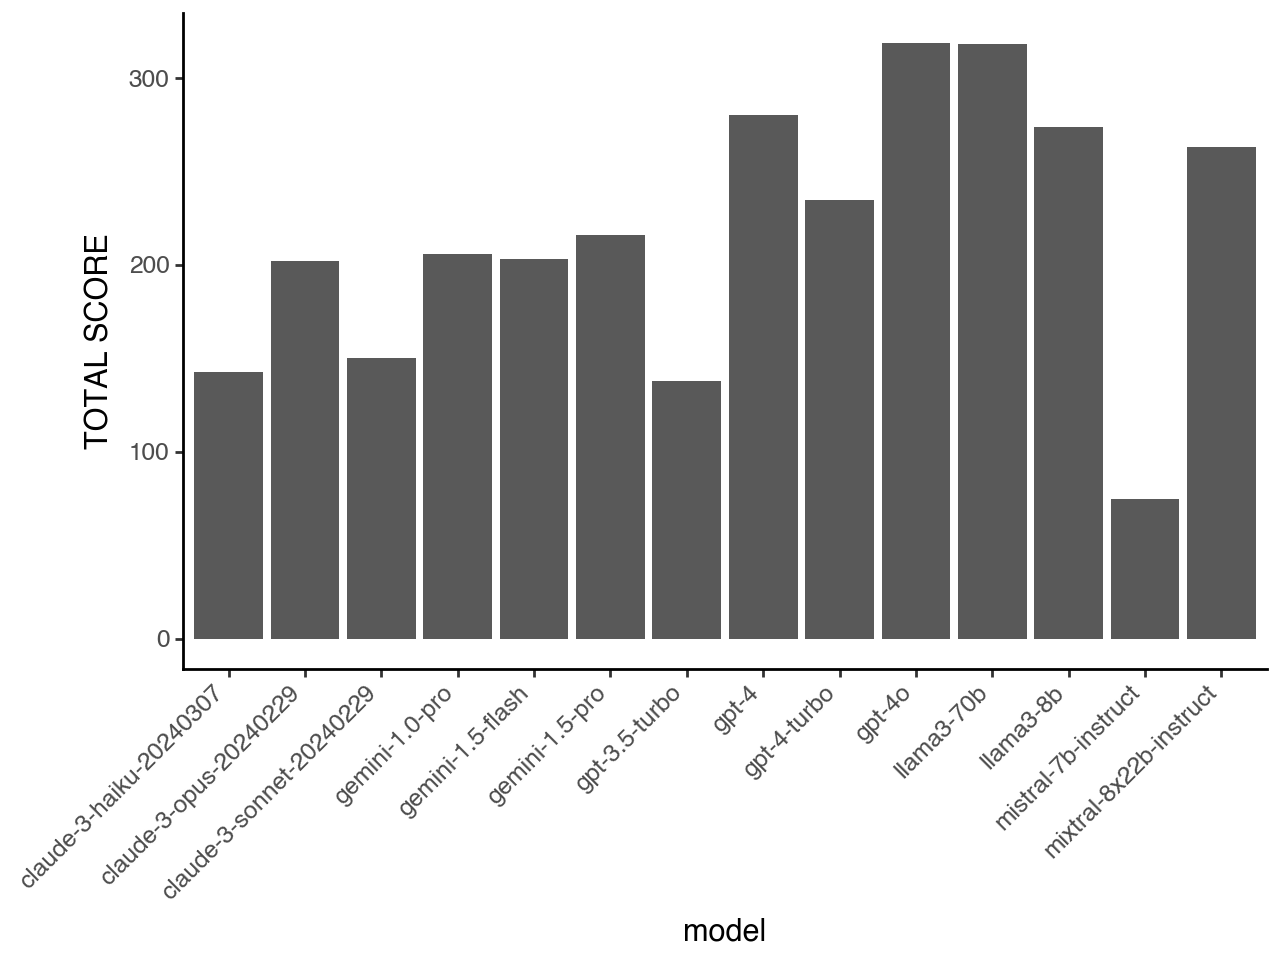 TOTAL SCORE
300
200
100
0
claude-3-haiku-20240307
claude-3-opus-20240229
claude-3-sonnet-20240229
gemini-1.0-pro
gemini-1.5-flash
gemini-1.5-pro
gpt-3.5-turbo
gpt-4
gpt-4-turbo
gpt-4o
llama3-70b
llama3-8b
mistral-7b-instruct
mixtral-8x22b-instruct
model